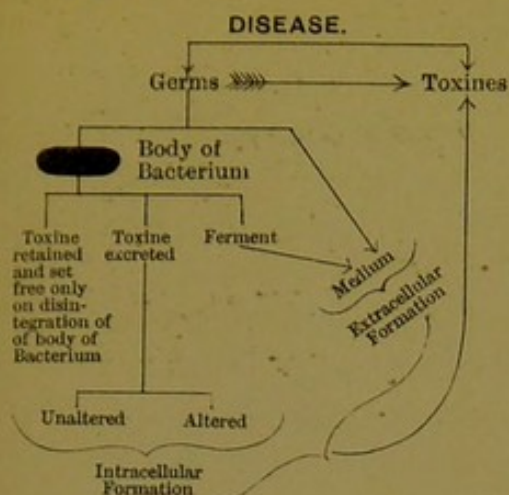 DISEASE.
Germs
Toxines
Body of
Bacterium
Toxine
retained
and set
free only
on disin-
tegration of
of body of
Bacterium
Toxine
excreted
Ferment
Medium
Extracellular
Formation
Unaltered
Altered
Intracellular
Formation